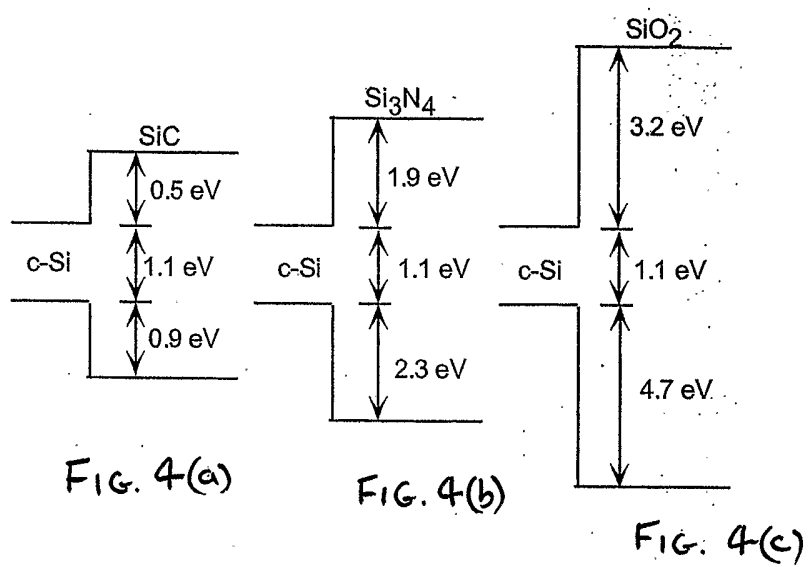 SiC
0.5 eV
c-Si
1.1 eV
0.9 eV
FIG. 4(a)
Si3N4
1.9 eV
c-Si
1.1 eV
2.3 eV
FIG. 4(b)
SiO2
3.2 eV
c-Si
1.1 eV
4.7 eV
FIG. 4(c)